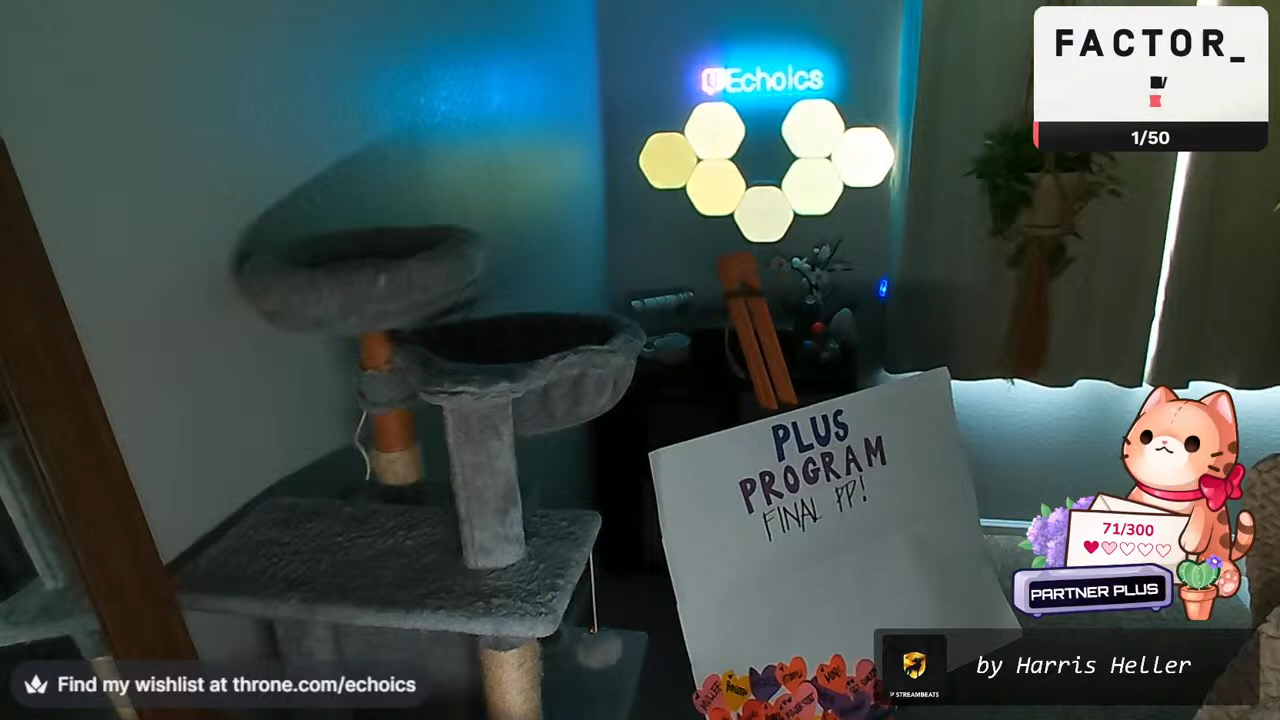 FACTOR_
1/50
Echoics
PLUS
PROGRAM
FINAL PP!
71/300
PARTNER PLUS
by Harris Heller
STREAMBEATS
Find my wishlist at throne.com/echoics